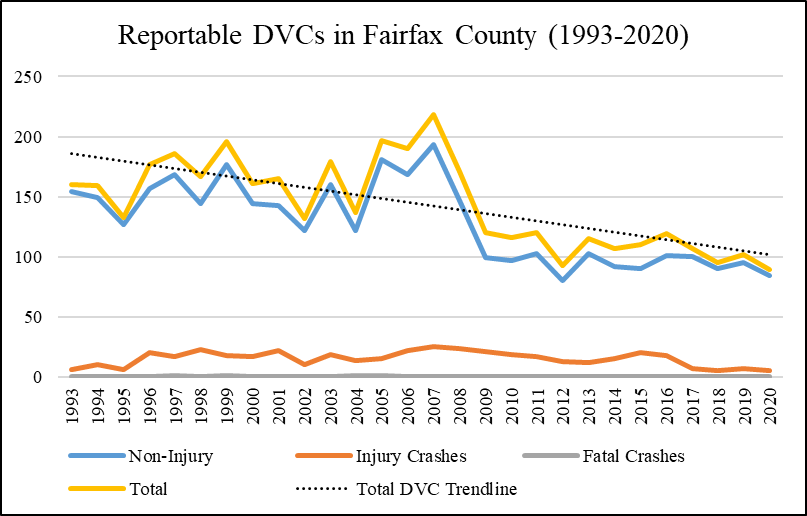 Reportable DVCs in Fairfax County (1993-2020)
250
200
150
100
50
0
1993 1994 1995 1996 1997 1998 1999 2000 2001 2002 2003 2004 2005 2006 2007 2008 2009 2010 2011 2012 2013 2014 2015 2016 2017 2018 2019 2020
Non-Injury Injury Crashes Fatal Crashes
Total Total DVC Trendline